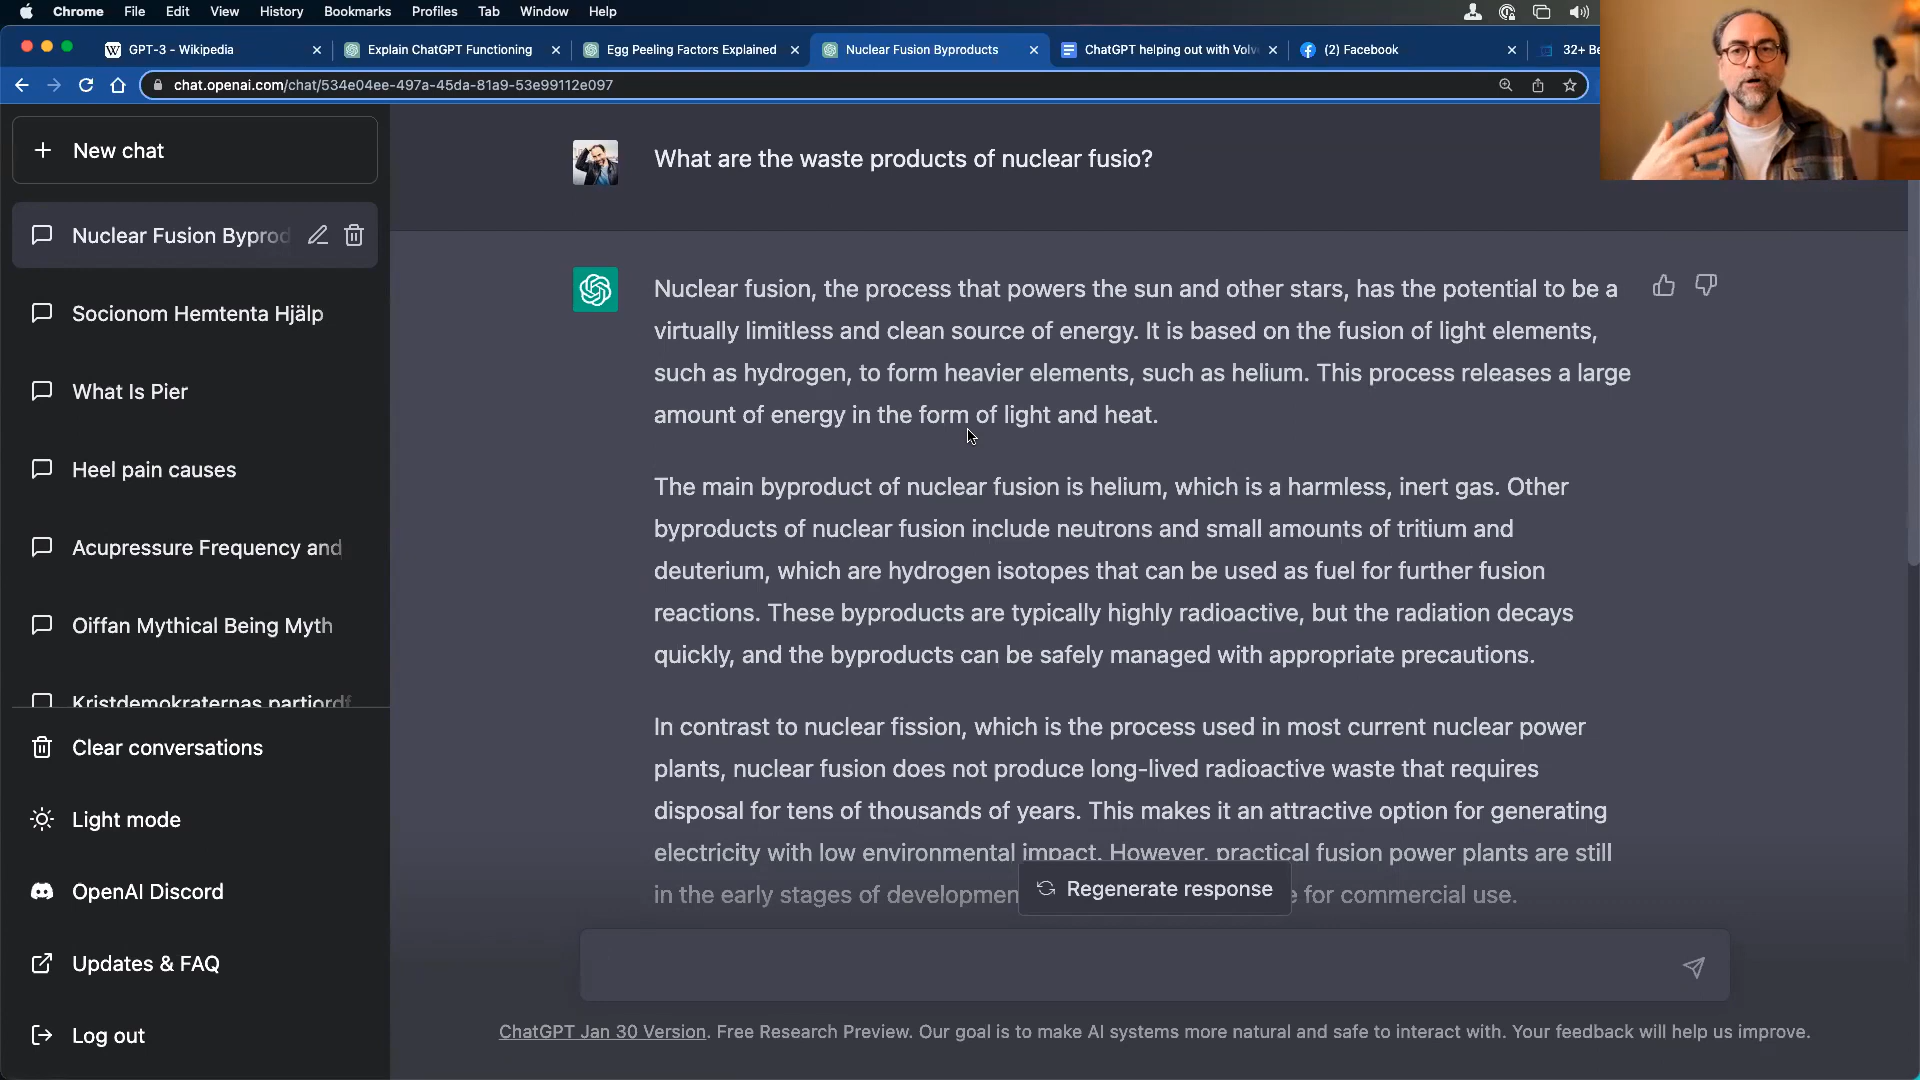 Chrome File Edit View History Bookmarks Profiles Tab Window Help
GPT-3 - Wikipedia
Explain ChatGPT Functioning
Egg Peeling Factors Explained
Nuclear Fusion Byproducts
ChatGPT helping out with Volv
(2) Facebook
32+ Be
chat.openai.com/chat/534e04ee-497a-45da-81a9-53e99112e097
New chat
Nuclear Fusion Byprod
Socionom Hemtenta Hjälp
What Is Pier
Heel pain causes
Acupressure Frequency and
Oiffan Mythical Being Myth
Kristdemokraternas partiordf
Clear conversations
Light mode
OpenAI Discord
Updates & FAQ
Log out
What are the waste products of nuclear fusio?
Nuclear fusion, the process that powers the sun and other stars, has the potential to be a
virtually limitless and clean source of energy. It is based on the fusion of light elements,
such as hydrogen, to form heavier elements, such as helium. This process releases a large
amount of energy in the form of light and heat.
The main byproduct of nuclear fusion is helium, which is a harmless, inert gas. Other
byproducts of nuclear fusion include neutrons and small amounts of tritium and
deuterium, which are hydrogen isotopes that can be used as fuel for further fusion
reactions. These byproducts are typically highly radioactive, but the radiation decays
quickly, and the byproducts can be safely managed with appropriate precautions.
In contrast to nuclear fission, which is the process used in most current nuclear power
plants, nuclear fusion does not produce long-lived radioactive waste that requires
disposal for tens of thousands of years. This makes it an attractive option for generating
electricity with low environmental impact. However, practical fusion power plants are still
in the early stages of developmen
for commercial use.
Regenerate response
ChatGPT Jan 30 Version. Free Research Preview. Our goal is to make AI systems more natural and safe to interact with. Your feedback will help us improve.